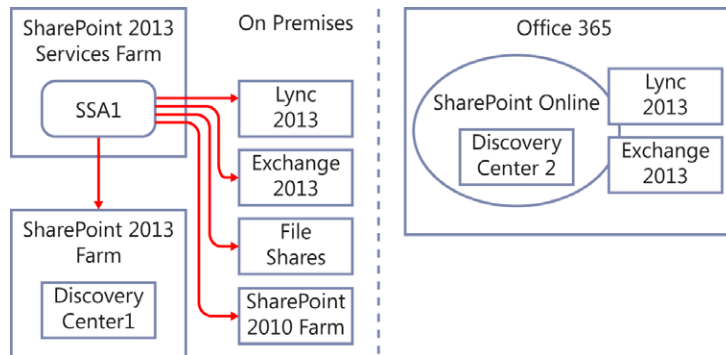 SharePoint 2013
Services Farm
SSA1
SharePoint 2013
Farm
Discovery
Center1
On Premises
Lync
2013
Exchange
2013
File
Shares
SharePoint
2010 Farm
Office 365
SharePoint Online
Discovery
Center 2
Lync
2013
Exchange
2013